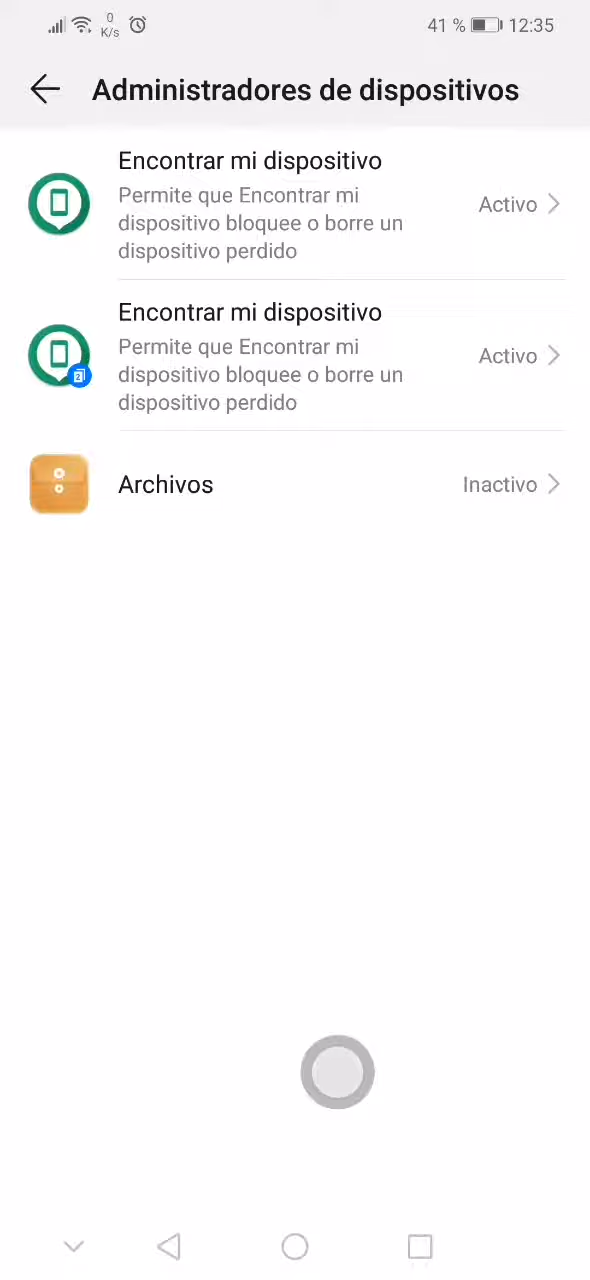 0
K/s
41 %
12:35
Administradores de dispositivos
Encontrar mi dispositivo
Permite que Encontrar mi
dispositivo bloquee o borre un
dispositivo perdido
Activo
Encontrar mi dispositivo
Permite que Encontrar mi
dispositivo bloquee o borre un
dispositivo perdido
Activo
2
Archivos
Inactivo